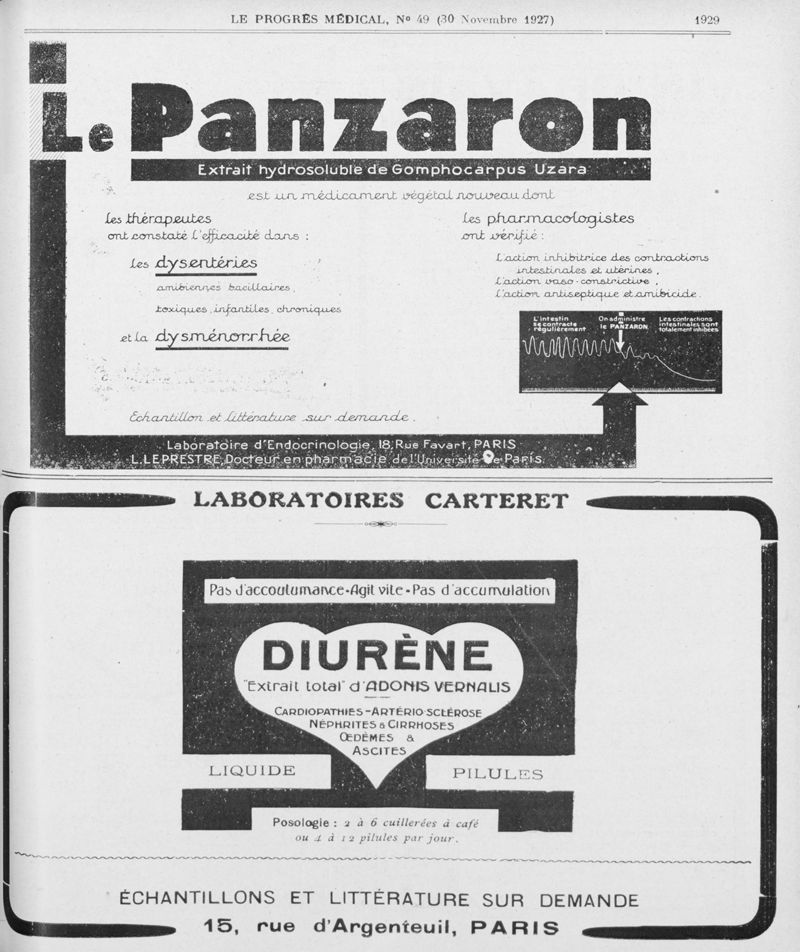 LE PROGRÈS MÉDICAL, Nº 49 (30 Novembre 1927) 1929
Le Panzaron
Extrait hydrosoluble de Gomphocarpus Uzara
est un médicament végétal nouveau dont
les thérapeutes
ont constaté l'efficacité dans :
les dysentéries
amibiennes bacillaires,
toxiques, infantiles, chroniques
et la dysménorrhée
les pharmacologistes
ont vérifié :
L'action inhibitrice des contractions
intestinales et utérines,
L'action vaso-constrictive,
L'action antiseptique et amibicide.
L'intestin
se contracte
régulièrement
On administre
le PANZARON
Les contractions
intestinales sont
totalement inhibées
Echantillon et littérature sur demande.
Laboratoire d'Endocrinologie, 18, Rue Favart, PARIS
L. LEPRESTRE, Docteur en pharmacie de l'Université de Paris.
LABORATOIRES CARTERET
Pas d'accoutumance • Agit vite • Pas d'accumulation
DIURÈNE
"Extrait total" d'ADONIS VERNALIS
CARDIOPATHIES - ARTÉRIO-SCLÉROSE
NÉPHRITES & CIRRHOSES
ŒDÈMES &
ASCITES
LIQUIDE PILULES
Posologie : 2 à 6 cuillerées à café
ou 4 à 12 pilules par jour.
ÉCHANTILLONS ET LITTÉRATURE SUR DEMANDE
15, rue d'Argenteuil, PARIS